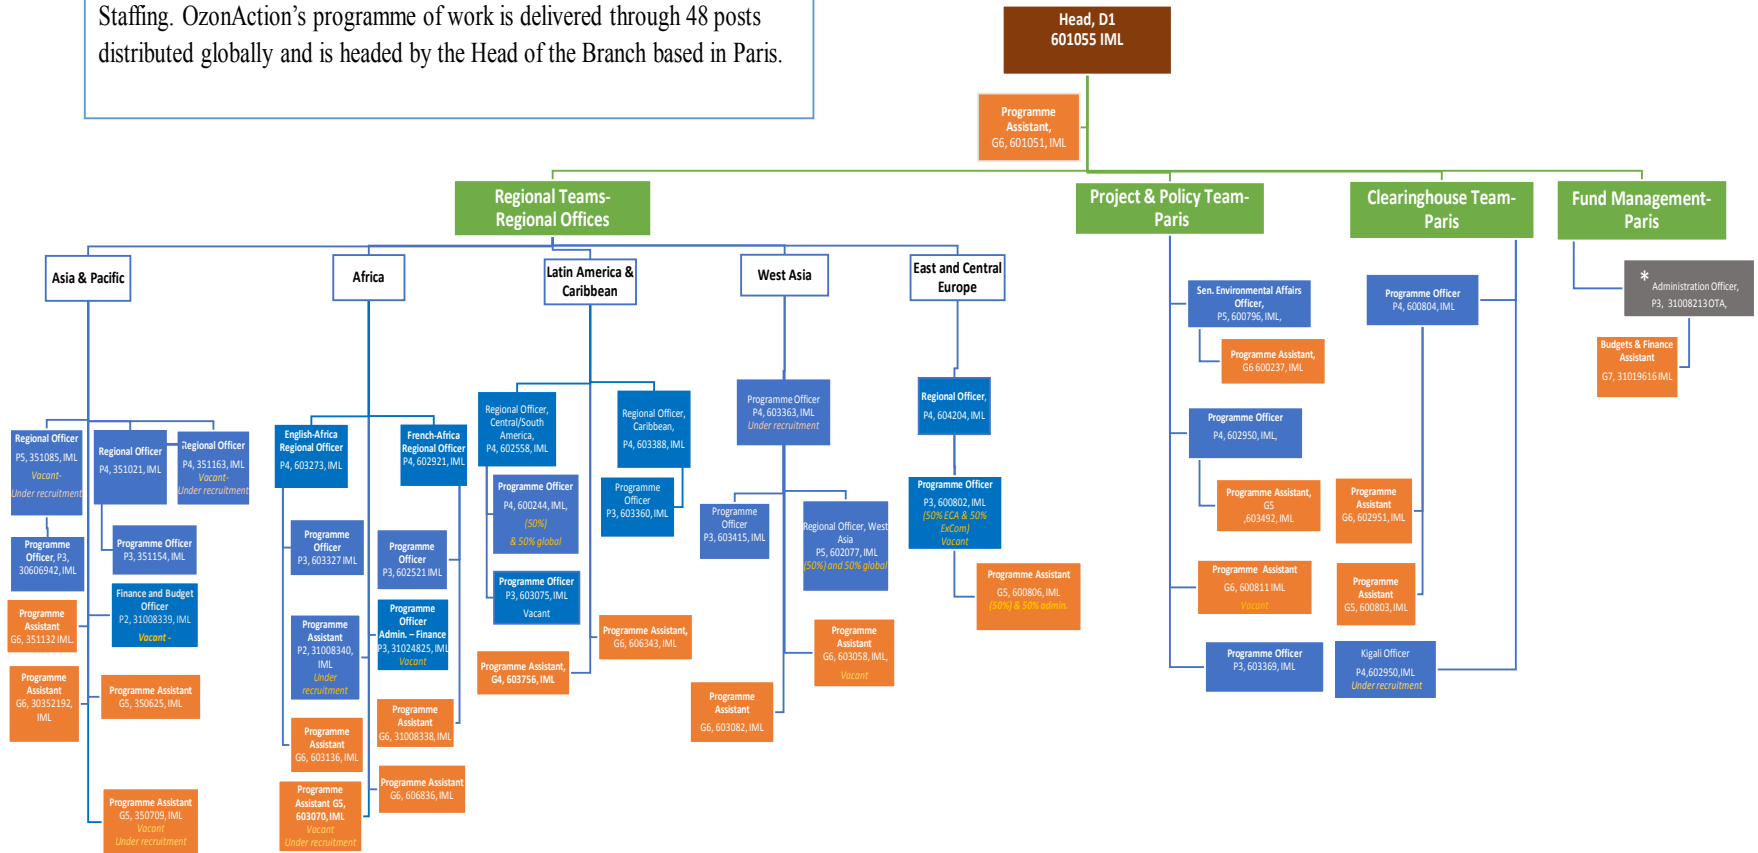 Staffing. OzonAction's programme of work is delivered through 48 posts
distributed globally and is headed by the Head of the Branch based in Paris.
Head, D1
601055 IML
Programme
Assistant,
G6, 601051, IML
Regional Teams-
Regional Offices
Project & Policy Team-
Paris
Clearinghouse Team-
Paris
Fund Management-
Paris
Asia & Pacific
Africa
Latin America &
Caribbean
West Asia
East and Central
Europe
Regional Officer
P5, 351085, IML
Vacant-
Under recruitment
Regional Officer
P4, 351021, IML
Regional Officer
P4, 351163, IML
Vacant-
Under recruitment
Programme
Officer, P3,
30606942, IML
Programme Officer
P3, 351154, IML
Finance and Budget
Officer
P2, 31008339, IML
Vacant -
Programme
Assistant
G6, 351132 IML.
Programme
Assistant
G6, 30352192,
IML
Programme Assistant
G5, 350625, IML
Programme Assistant
G5, 350709, IML
Vacant
Under recruitment
English-Africa
Regional Officer
P4, 603273, IML
French-Africa
Regional Officer
P4, 602921, IML
Programme
Officer
P3, 603327 IML
Programme
Officer
P3, 602521 IML
Programme
Assistant
P2, 31008340,
IML
Under
recruitment
Programme
Officer
Admin. – Finance
P3, 31024825, IML
Vacant
Programme
Assistant
G6, 603136, IML
Programme
Assistant
G6, 31008338, IML
Programme
Assistant G5,
603070, IML
Vacant
Under recruitment
Programme Assistant
G6, 606836, IML
Regional Officer,
Central/South
America,
P4, 602558, IML
Regional Officer,
Caribbean,
P4, 603388, IML
Programme Officer
P4, 600244, IML,
(50%)
& 50% global
Programme
Officer
P3, 603360, IML
Programme Officer
P3, 603075, IML
Vacant
Programme Assistant,
G6, 606343, IML
Programme Assistant,
G4, 603756, IML
Programme Officer
P4, 603363, IML
Under recruitment
Programme
Officer
P3, 603415, IML
Regional Officer, West
Asia
P5, 602077, IML
(50%) and 50% global
Programme
Assistant
G6, 603058, IML,
Vacant
Programme
Assistant
G6, 603082, IML
Regional Officer,
P4, 604204, IML
Programme Officer
P3, 600802, IML
(50% ECA & 50%
ExCom)
Vacant
Programme Assistant
G5, 600806, IML
(50%) & 50% admin.
Sen. Environmental Affairs
Officer,
P5, 600796, IML,
Programme Assistant,
G6 600237, IML
Programme Officer
P4, 602950, IML,
Programme Assistant,
G5
,603492, IML
Programme Assistant
G6, 600811 IML
Vacant
Programme Officer
P3, 603369, IML
Programme Officer
P4, 600804, IML
Programme
Assistant
G6, 602951, IML
Programme
Assistant
G5, 600803, IML
Kigali Officer
P4,602950, IML
Under recruitment
*
Administration Officer,
P3, 31008213 OTA,
Budgets & Finance
Assistant
G7, 31019616 IML